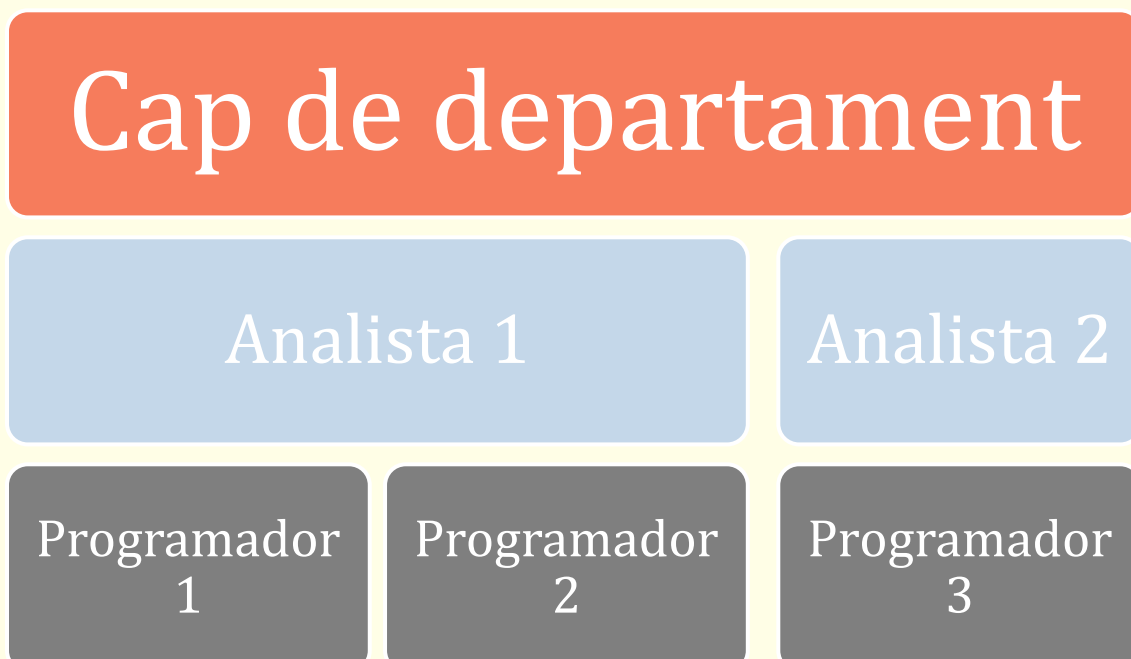 Cap de departament
Analista 1
Analista 2
Programador
1
Programador
2
Programador
3